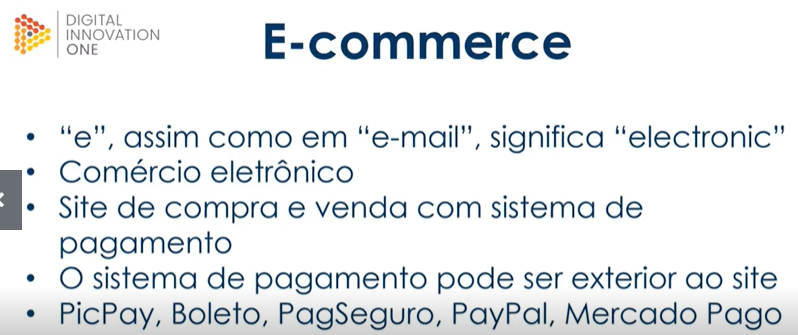 DIGITAL
INNOVATION
ONE
E-commerce
• “e”, assim como em “e-mail”, significa “electronic”
• Comércio eletrônico
• Site de compra e venda com sistema de
pagamento
• O sistema de pagamento pode ser exterior ao site
• PicPay, Boleto, PagSeguro, PayPal, Mercado Pago